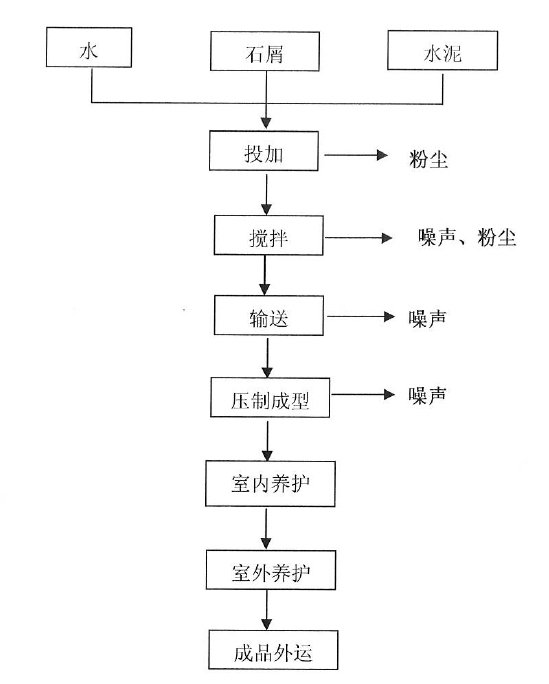 水
石屑
水泥
投加
粉尘
搅拌
噪声、粉尘
输送
噪声
压制成型
噪声
室内养护
室外养护
成品外运